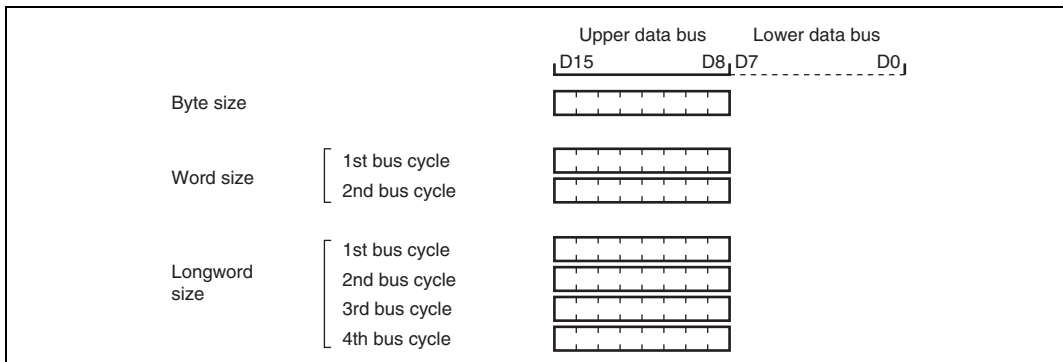 Upper data bus Lower data bus
D15 D8 D7 D0
Byte size
Word size
1st bus cycle
2nd bus cycle
Longword
size
1st bus cycle
2nd bus cycle
3rd bus cycle
4th bus cycle